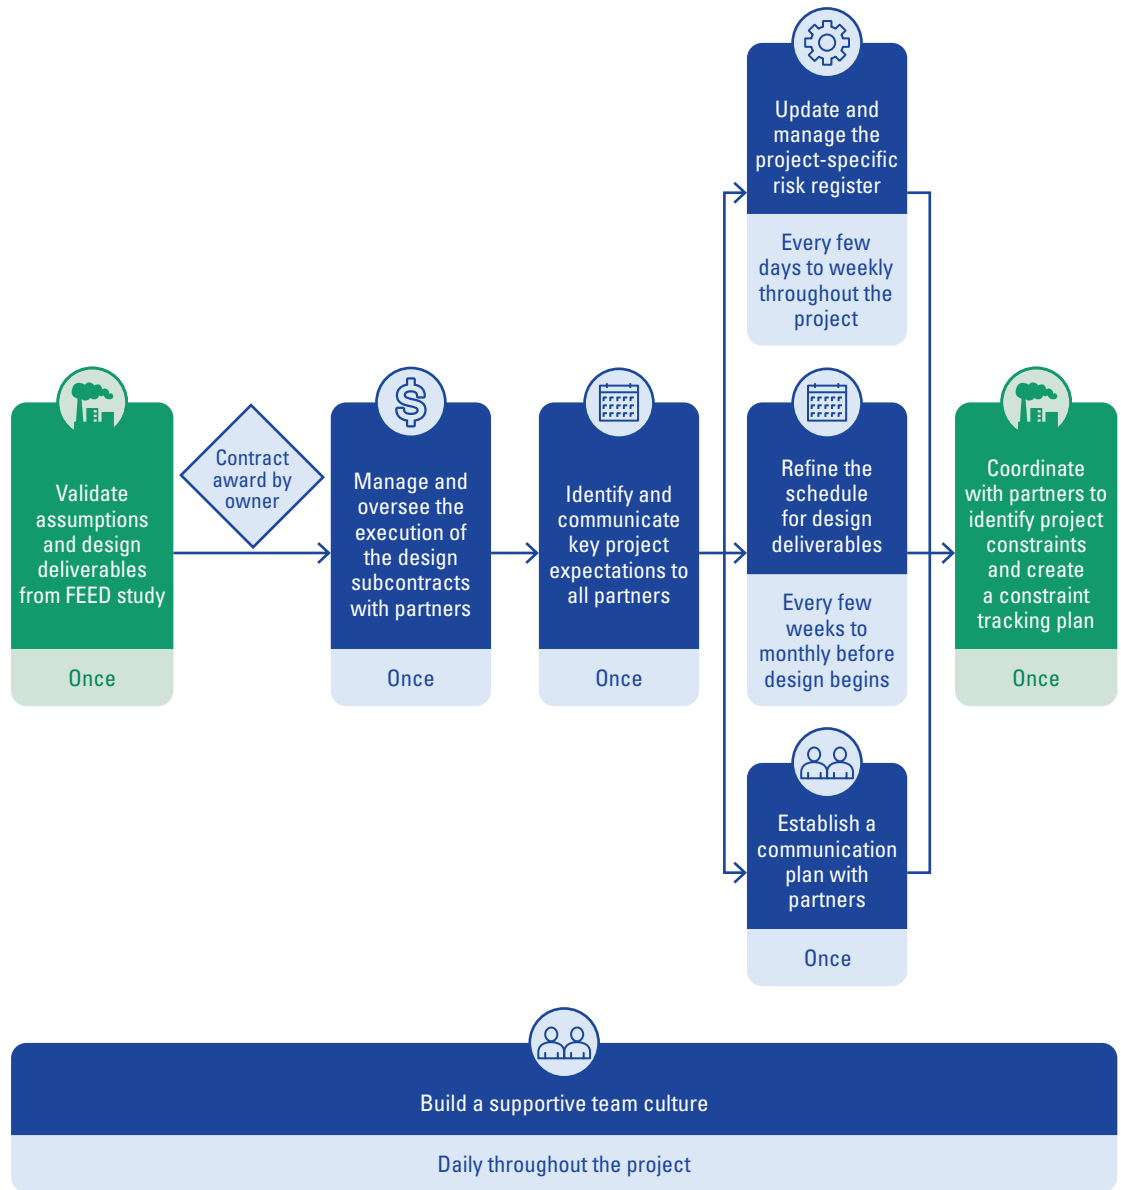 Update and
manage the
project-specific
risk register
Every few
days to weekly
throughout the
project
Validate
assumptions
and design
deliverables
from FEED study
Once
Contract
award by
owner
Manage and
oversee the
execution of
the design
subcontracts
with partners
Once
Identify and
communicate
key project
expectations to
all partners
Once
Refine the
schedule
for design
deliverables
Every few
weeks to
monthly before
design begins
Coordinate
with partners to
identify project
constraints
and create
a constraint
tracking plan
Once
Establish a
communication
plan with
partners
Once
Build a supportive team culture
Daily throughout the project